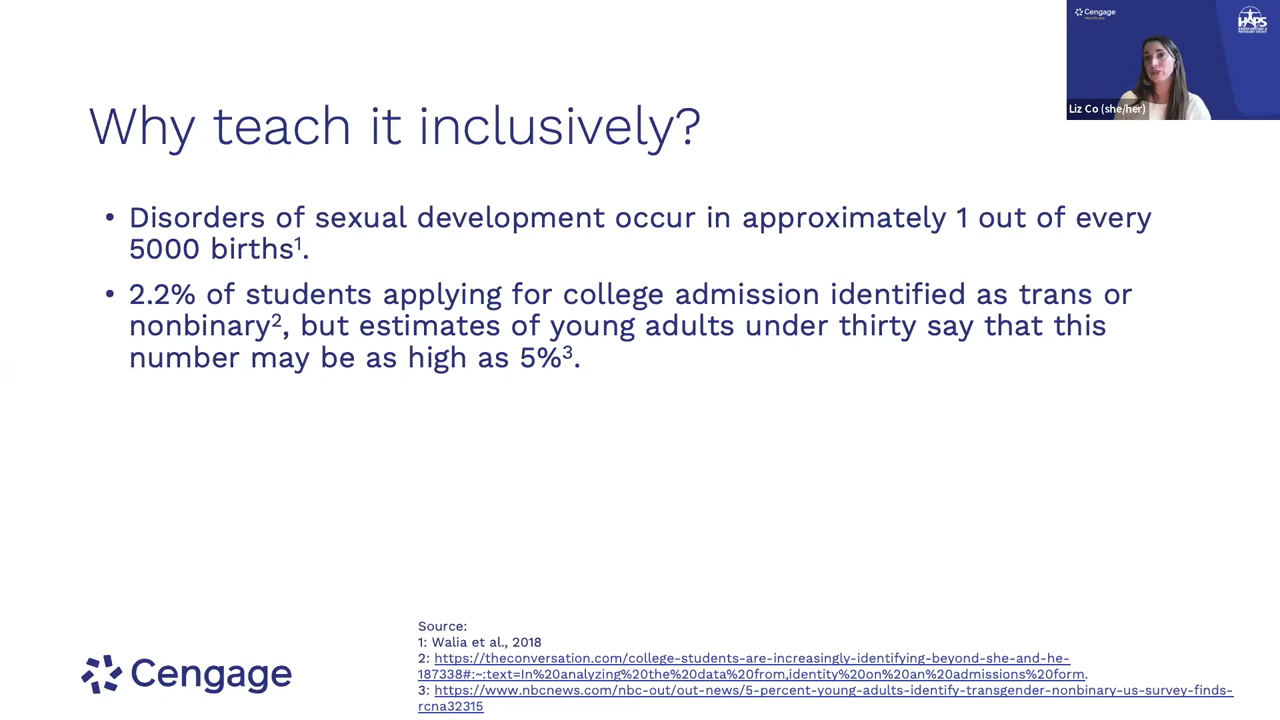 Cengage
HAPS
Liz Co (she/her)
Why teach it inclusively?
• Disorders of sexual development occur in approximately 1 out of every
5000 births¹.
• 2.2% of students applying for college admission identified as trans or
nonbinary², but estimates of young adults under thirty say that this
number may be as high as 5%³.
Source:
1: Walia et al., 2018
2: https://theconversation.com/college-students-are-increasingly-identifying-beyond-she-and-he-
187338#:~:text=In%20analyzing%20the%20data%20from,identity%20on%20an%20admissions%20form.
3: https://www.nbcnews.com/nbc-out/out-news/5-percent-young-adults-identify-transgender-nonbinary-us-survey-finds-
rcna32315
Cengage